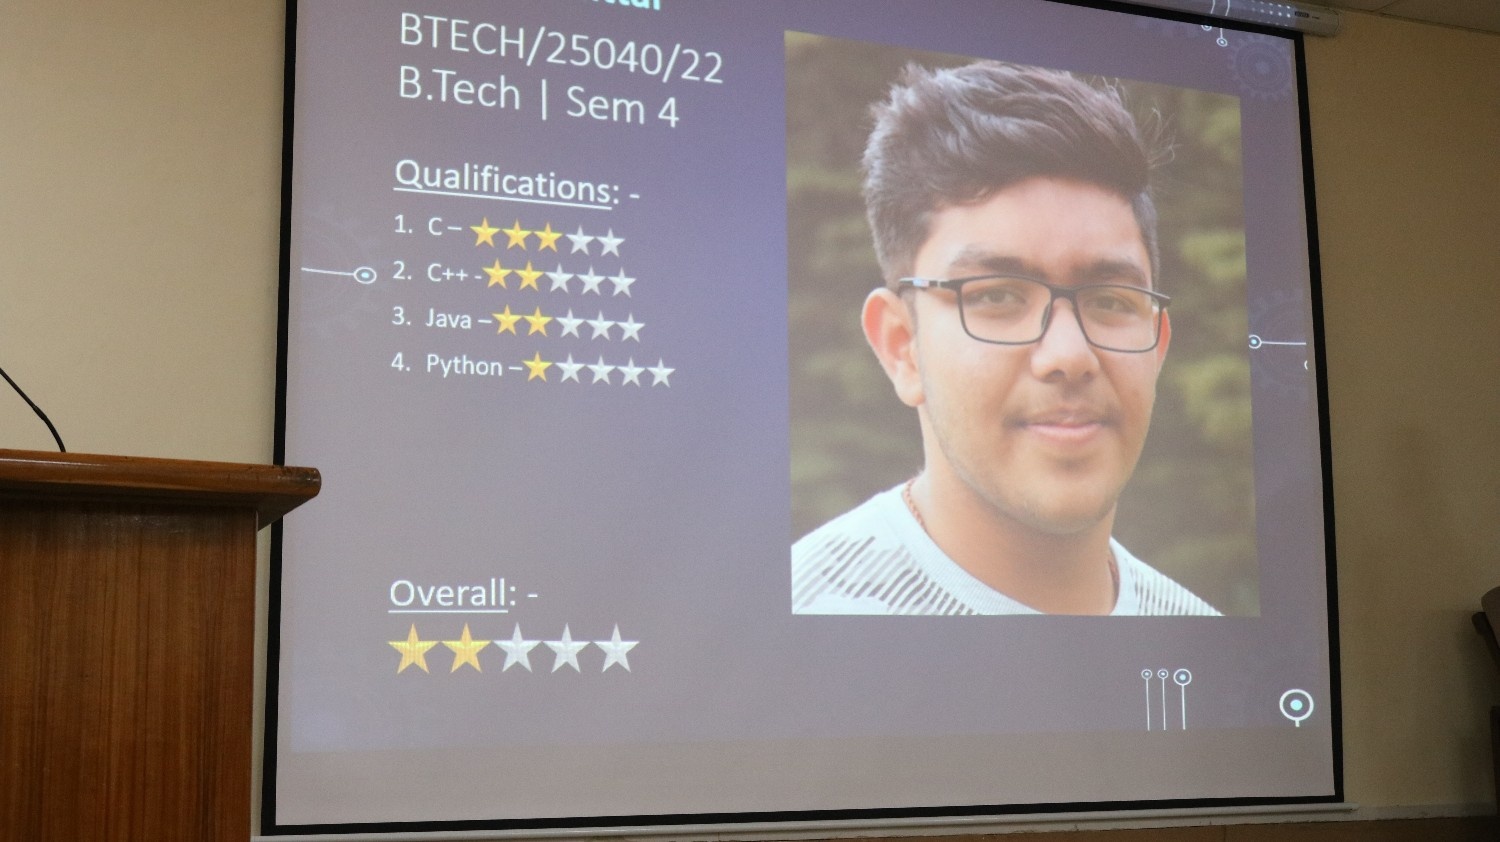 BTECH/25040/22
B.Tech | Sem 4
Qualifications: -
1. C –
2. C++ -
3. Java –
4. Python –
Overall: -